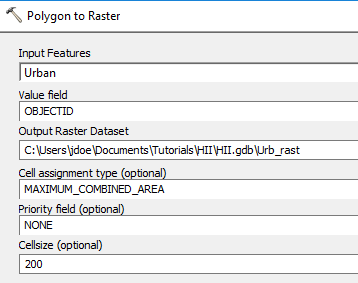 Polygon to Raster
Input Features
Urban
Value field
OBJECTID
Output Raster Dataset
C:\Users\jdoe\Documents\Tutorials\HII\HII.gdb\Urb_rast
Cell assignment type (optional)
MAXIMUM_COMBINED_AREA
Priority field (optional)
NONE
Cellsize (optional)
200